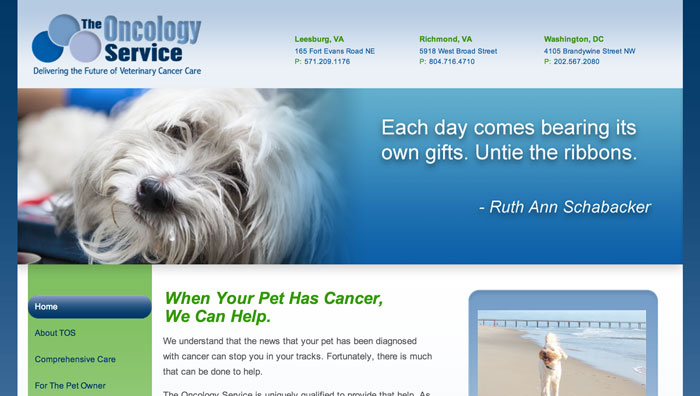 The Oncology
Service
Delivering the Future of Veterinary Cancer Care
Leesburg, VA
165 Fort Evans Road NE
P: 571.209.1176
Richmond, VA
5918 West Broad Street
P: 804.716.4710
Washington, DC
4105 Brandywine Street NW
P: 202.567.2080
Each day comes bearing its
own gifts. Untie the ribbons.
- Ruth Ann Schabacker
Home
About TOS
Comprehensive Care
For The Pet Owner
When Your Pet Has Cancer,
We Can Help.
We understand that the news that your pet has been diagnosed
with cancer can stop you in your tracks. Fortunately, there is much
that can be done to help.
The Oncology Service is uniquely qualified to provide that help. As